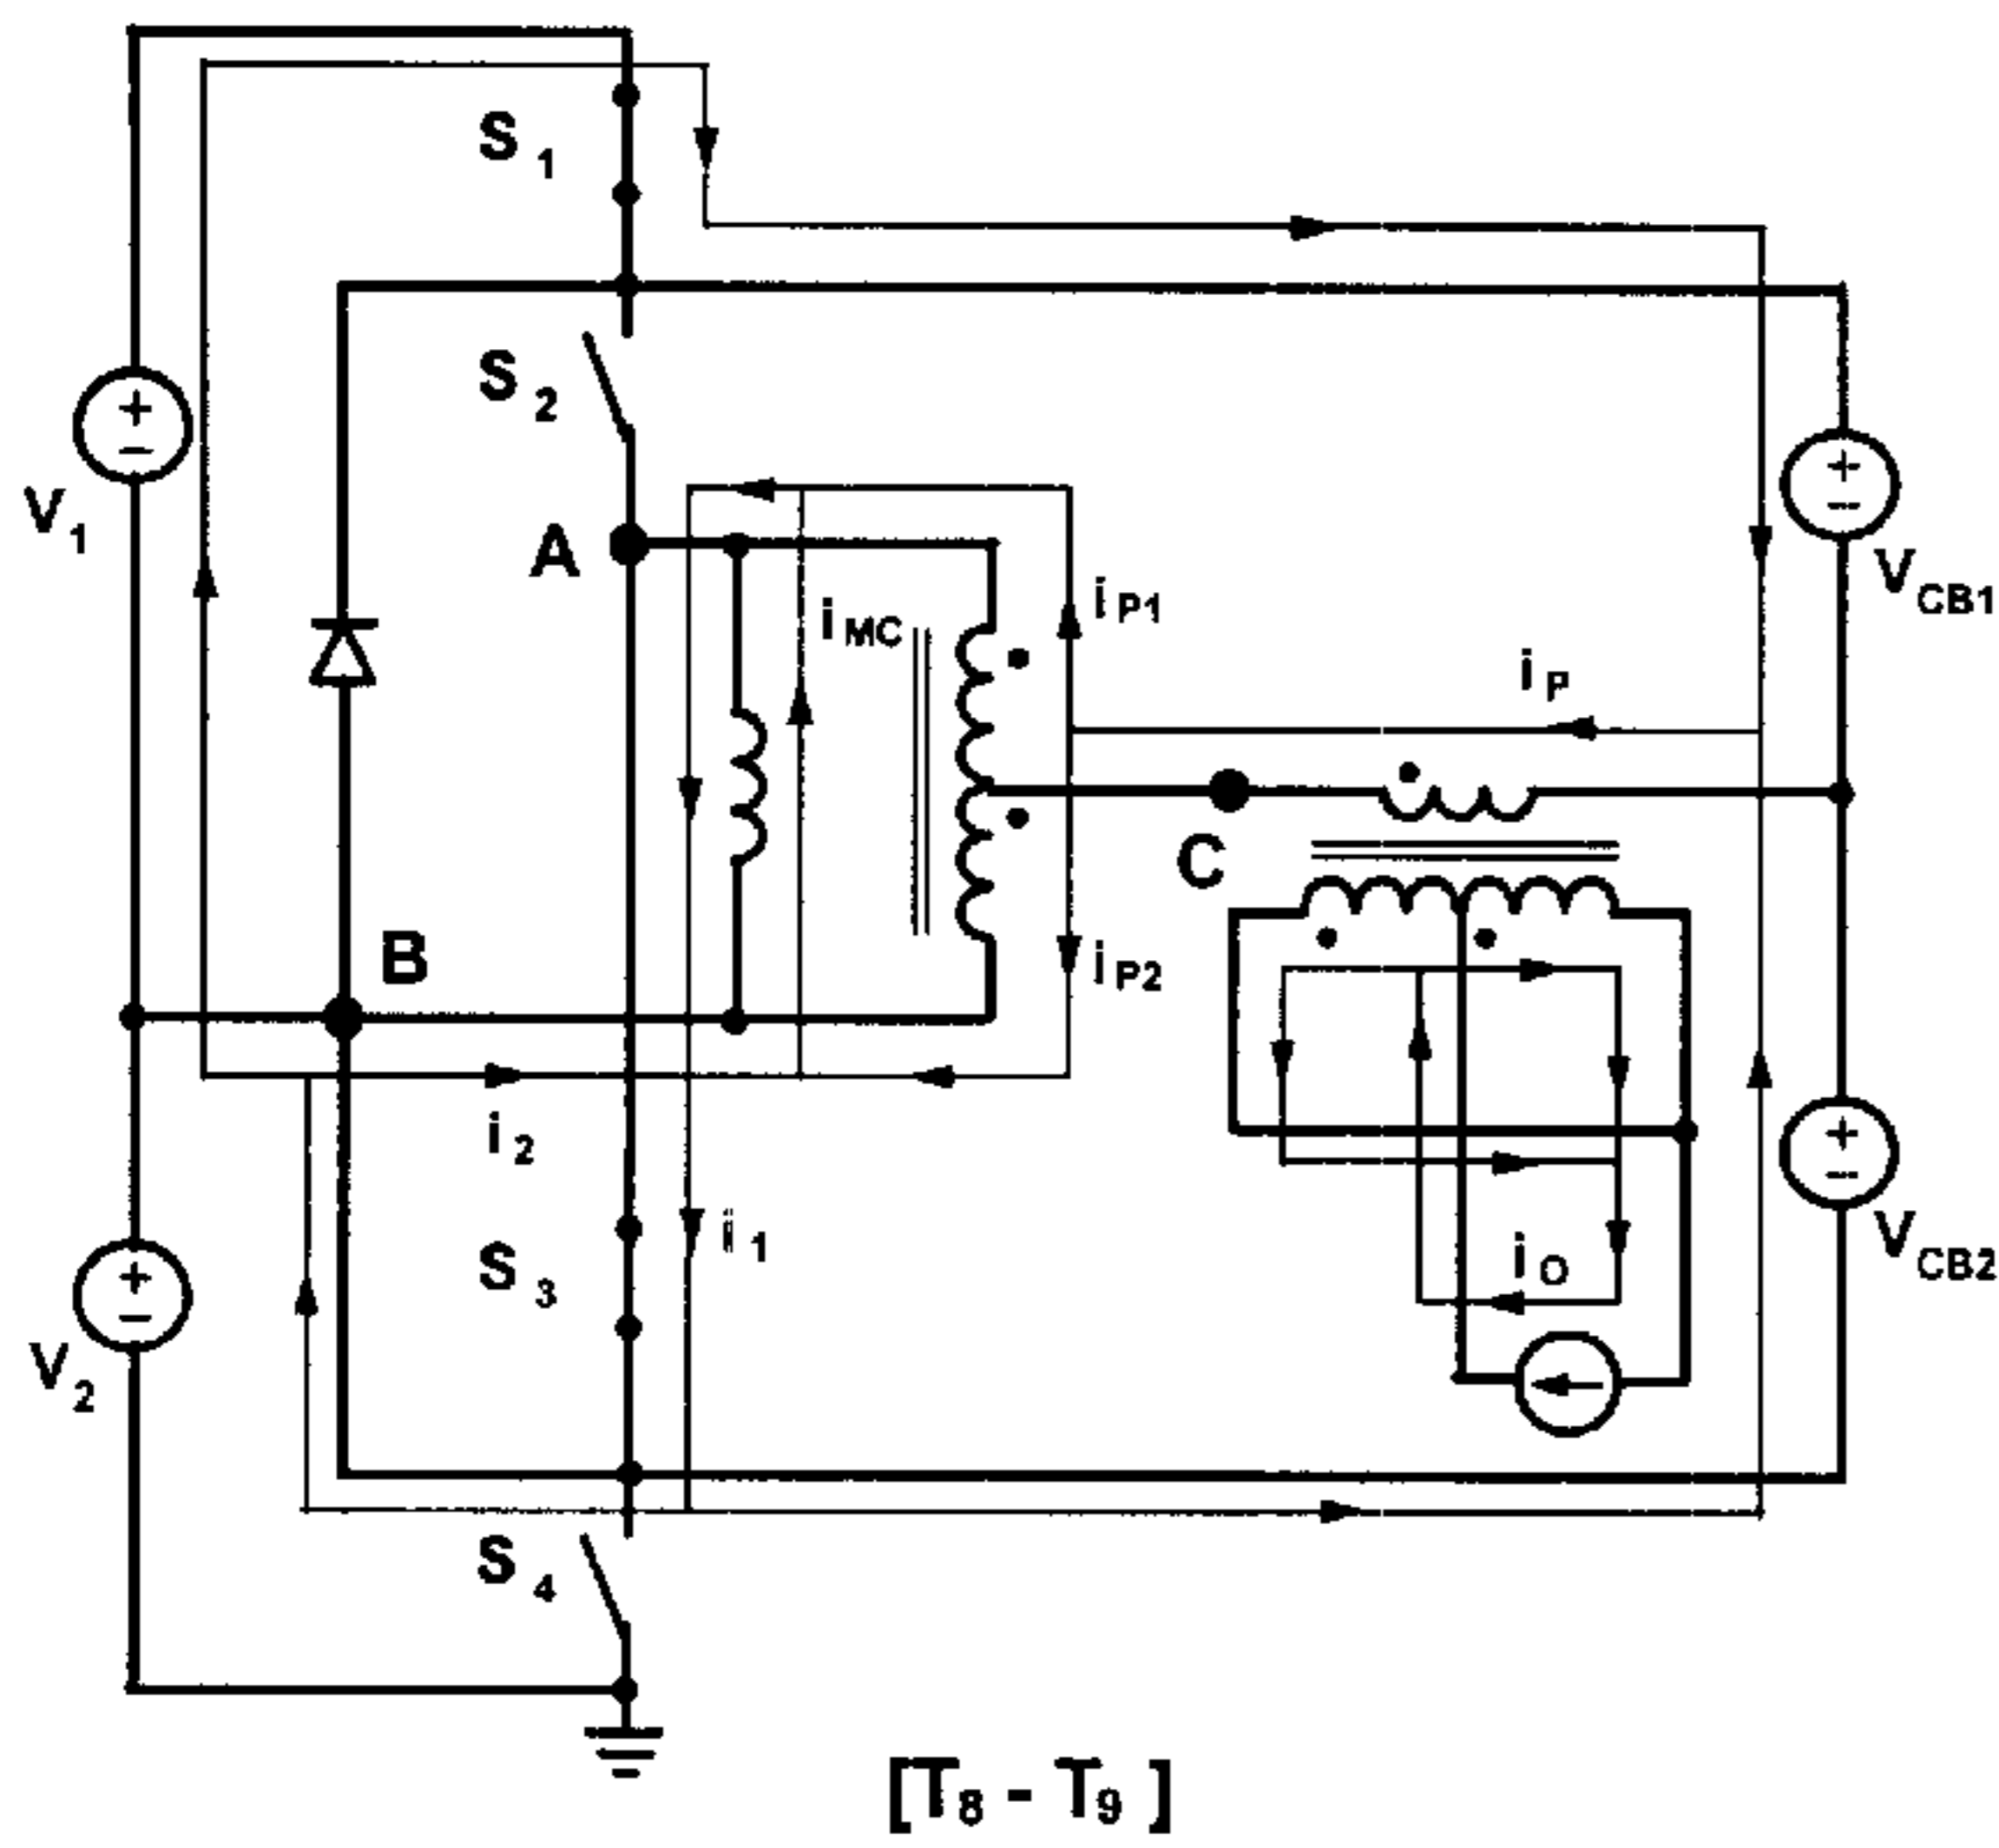 S1
S2
V1
+
−
A
iMC
iP1
iP
+
−
VCB1
C
B
iP2
i2
i1
S3
iO
+
−
V2
+
−
VCB2
S4
[T8 - T9]